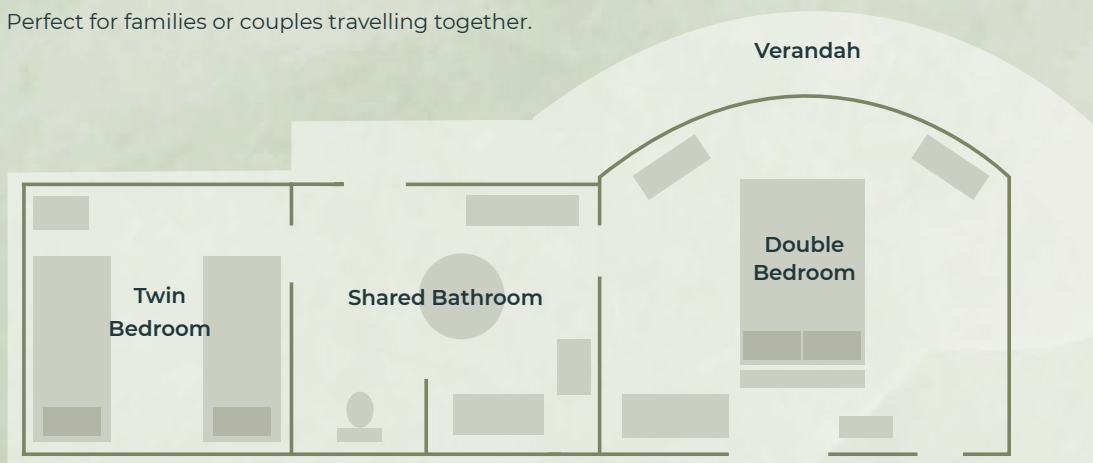 Perfect for families or couples travelling together.
Verandah
Double
Bedroom
Twin
Bedroom
Shared Bathroom